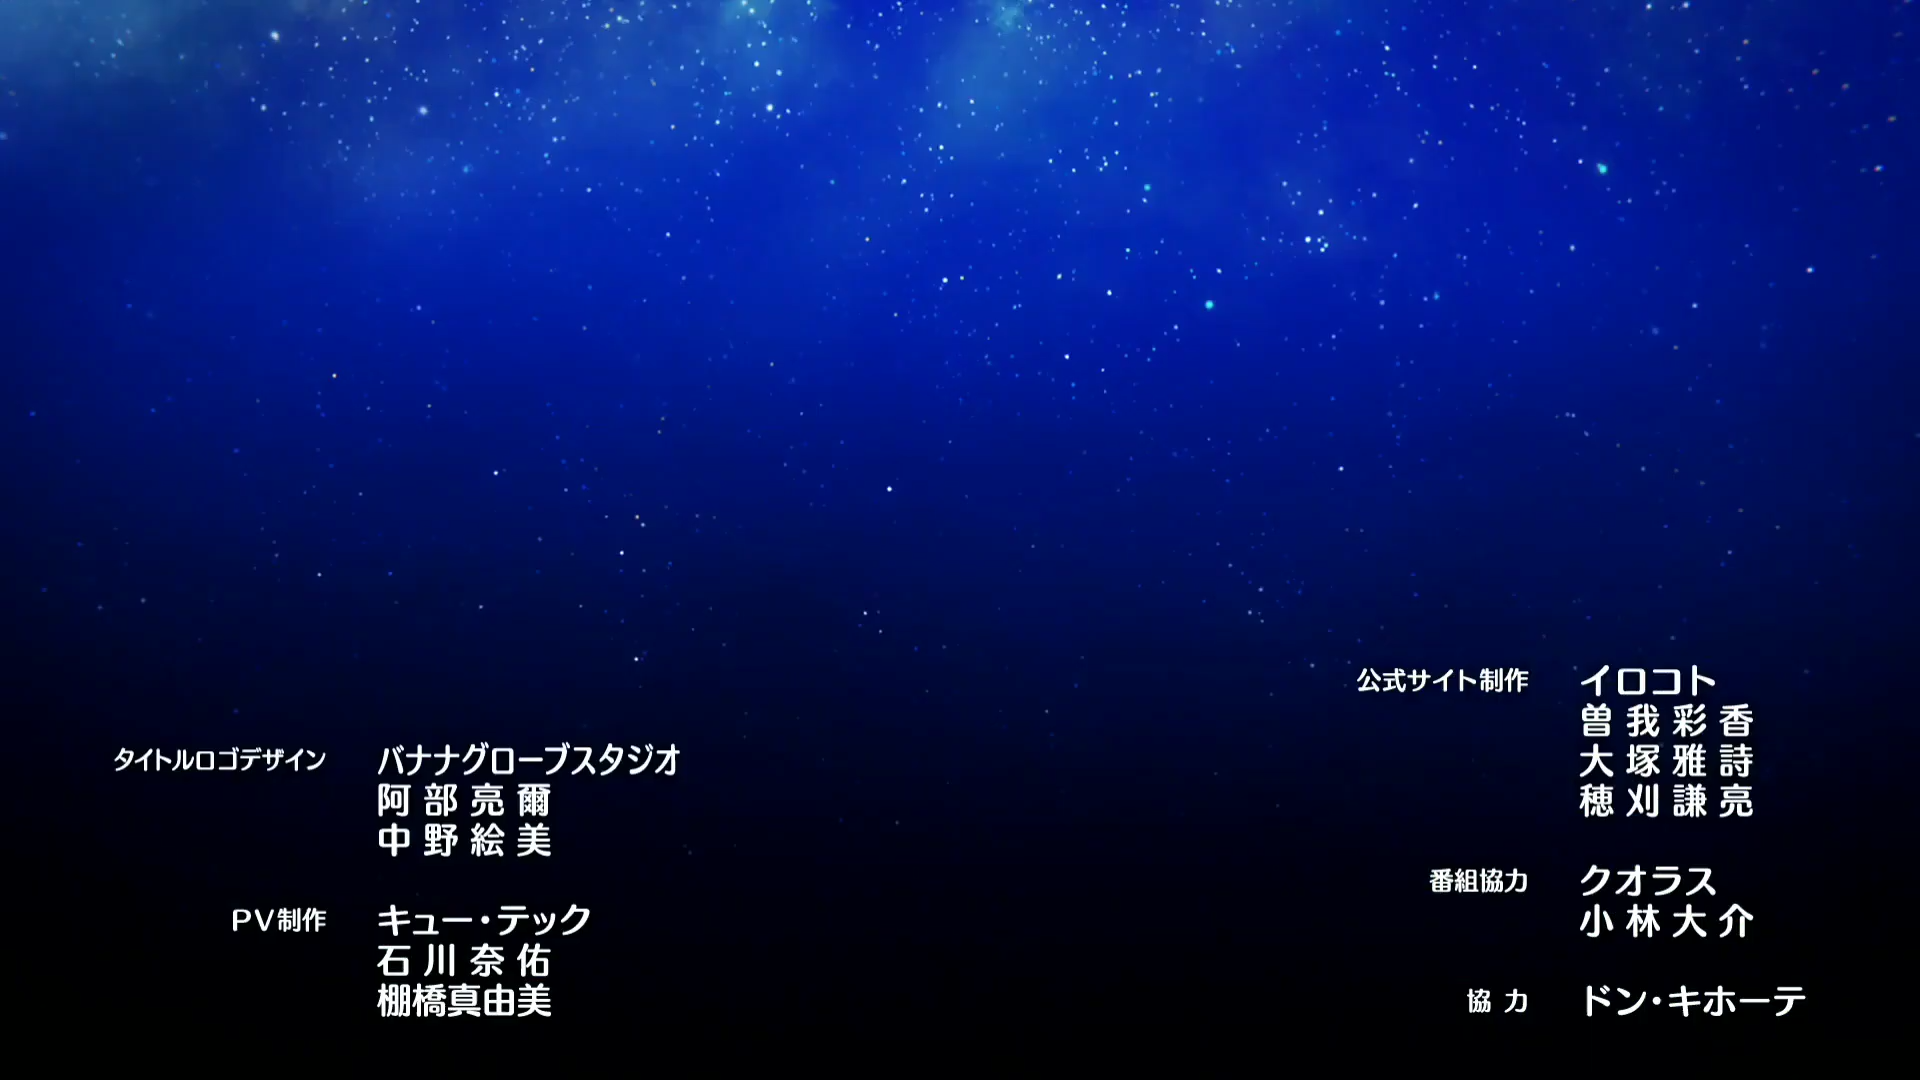 タイトルロゴデザイン バナナグローブスタジオ
阿部亮爾
中野絵美
PV制作 キュー・テック
石川奈佑
棚橋真由美
公式サイト制作 イロコト
曽我彩香
大塚雅詩
穂刈謙亮
番組協力 クオラス
小林大介
協力 ドン・キホーテ